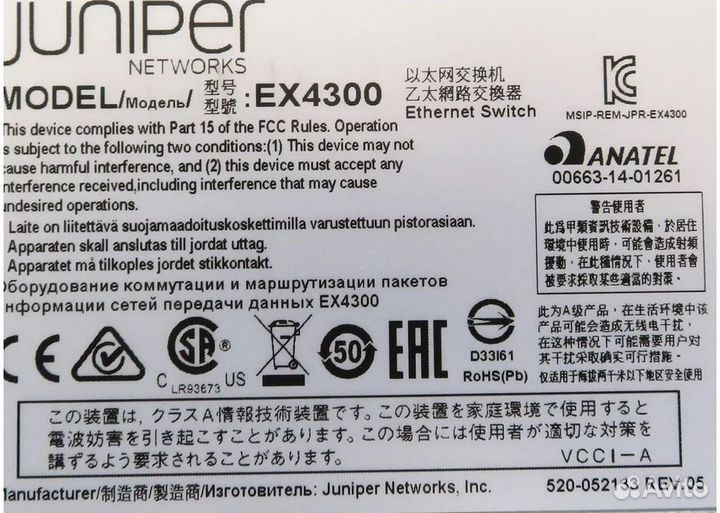 Juniper
NETWORKS
MODEL/Модель/ 型号 型號 :EX4300
以太网交换机
乙太網路交換器
Ethernet Switch
MSIP-REM-JPR-EX4300
ANATEL
00663-14-01261
This device complies with Part 15 of the FCC Rules. Operation
is subject to the following two conditions:(1) This device may not
cause harmful interference, and (2) this device must accept any
interference received,including interference that may cause
undesired operations.
Laite on liitettävä suojamaadoituskoskettimilla varustettuun pistorasiaan.
Apparaten skall anslutas till jordat uttag.
Apparatet må tilkoples jordet stikkontakt.
Оборудование коммутации и маршрутизации пакетов
информации сетей передачи данных EX4300
警告使用者
此為甲類資訊技術設備，於居住
環境中使用時，可能會造成射頻
擾動，在此種情況下，使用者會
被要求採取某些適當的對策。
此为A级产品，在生活环境中该
产品可能会造成无线电干扰，
在这种情况下可能需要用户对
其干扰采取切实可行措施。
仅适用于海拔两千米以下地区安全使用
CE
SA
C US
LR93673
50
EAC
D33I61
RoHS(Pb)
この装置は、クラスA情報技術装置です。この装置を家庭環境で使用すると
電波妨害を引き起こすことがあります。この場合には使用者が適切な対策を
講ずるよう要求されることがあります。
VCCI-A
Manufacturer/制造商/製造商/Изготовитель: Juniper Networks, Inc.
520-052133 REV.05
Avito